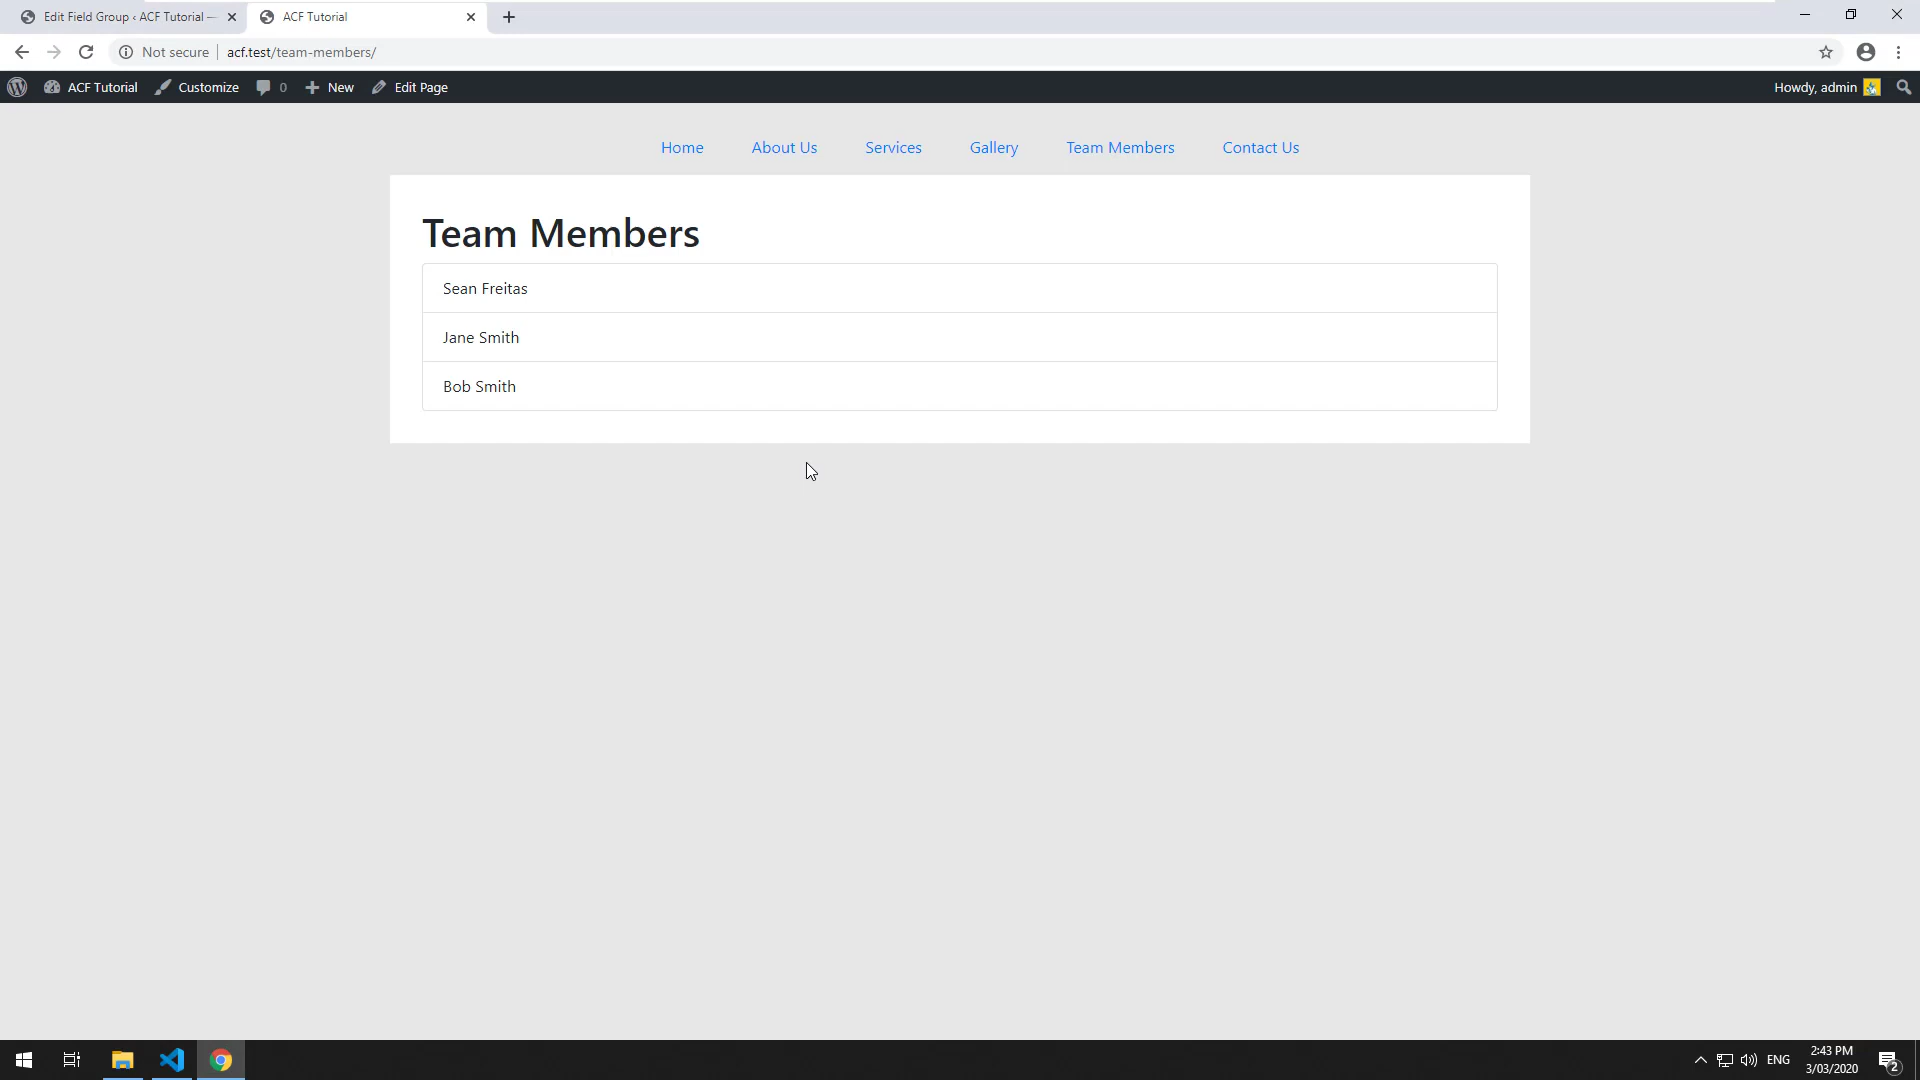 Edit Field Group ‹ ACF Tutorial —
ACF Tutorial
Not secure
acf.test/team-members/
ACF Tutorial
Customize
0
New
Edit Page
Howdy, admin
Home
About Us
Services
Gallery
Team Members
Contact Us
Team Members
Sean Freitas
Jane Smith
Bob Smith
ENG
2:43 PM
3/03/2020
2